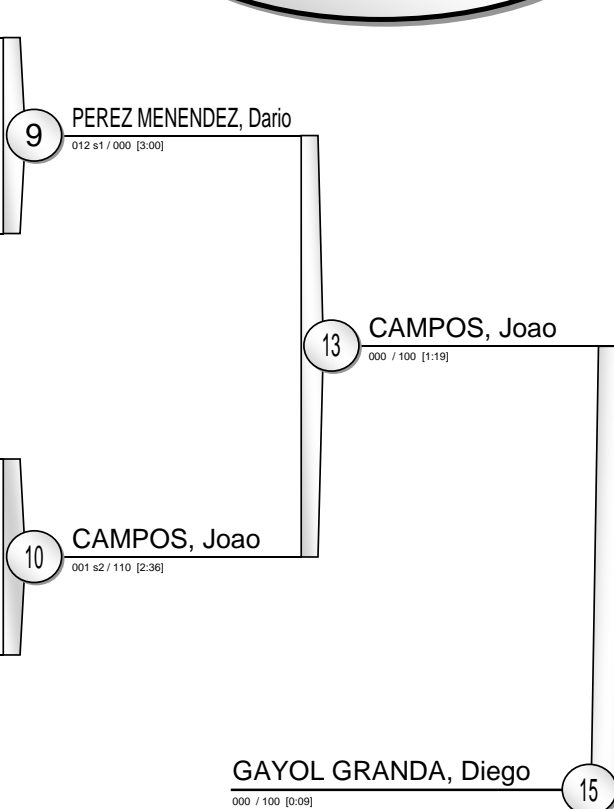 9
PEREZ MENENDEZ, Dario
012 s1 / 000 [3:00]
13
CAMPOS, Joao
000 / 100 [1:19]
10
CAMPOS, Joao
001 s2 / 110 [2:36]
GAYOL GRANDA, Diego
000 / 100 [0:09]
15